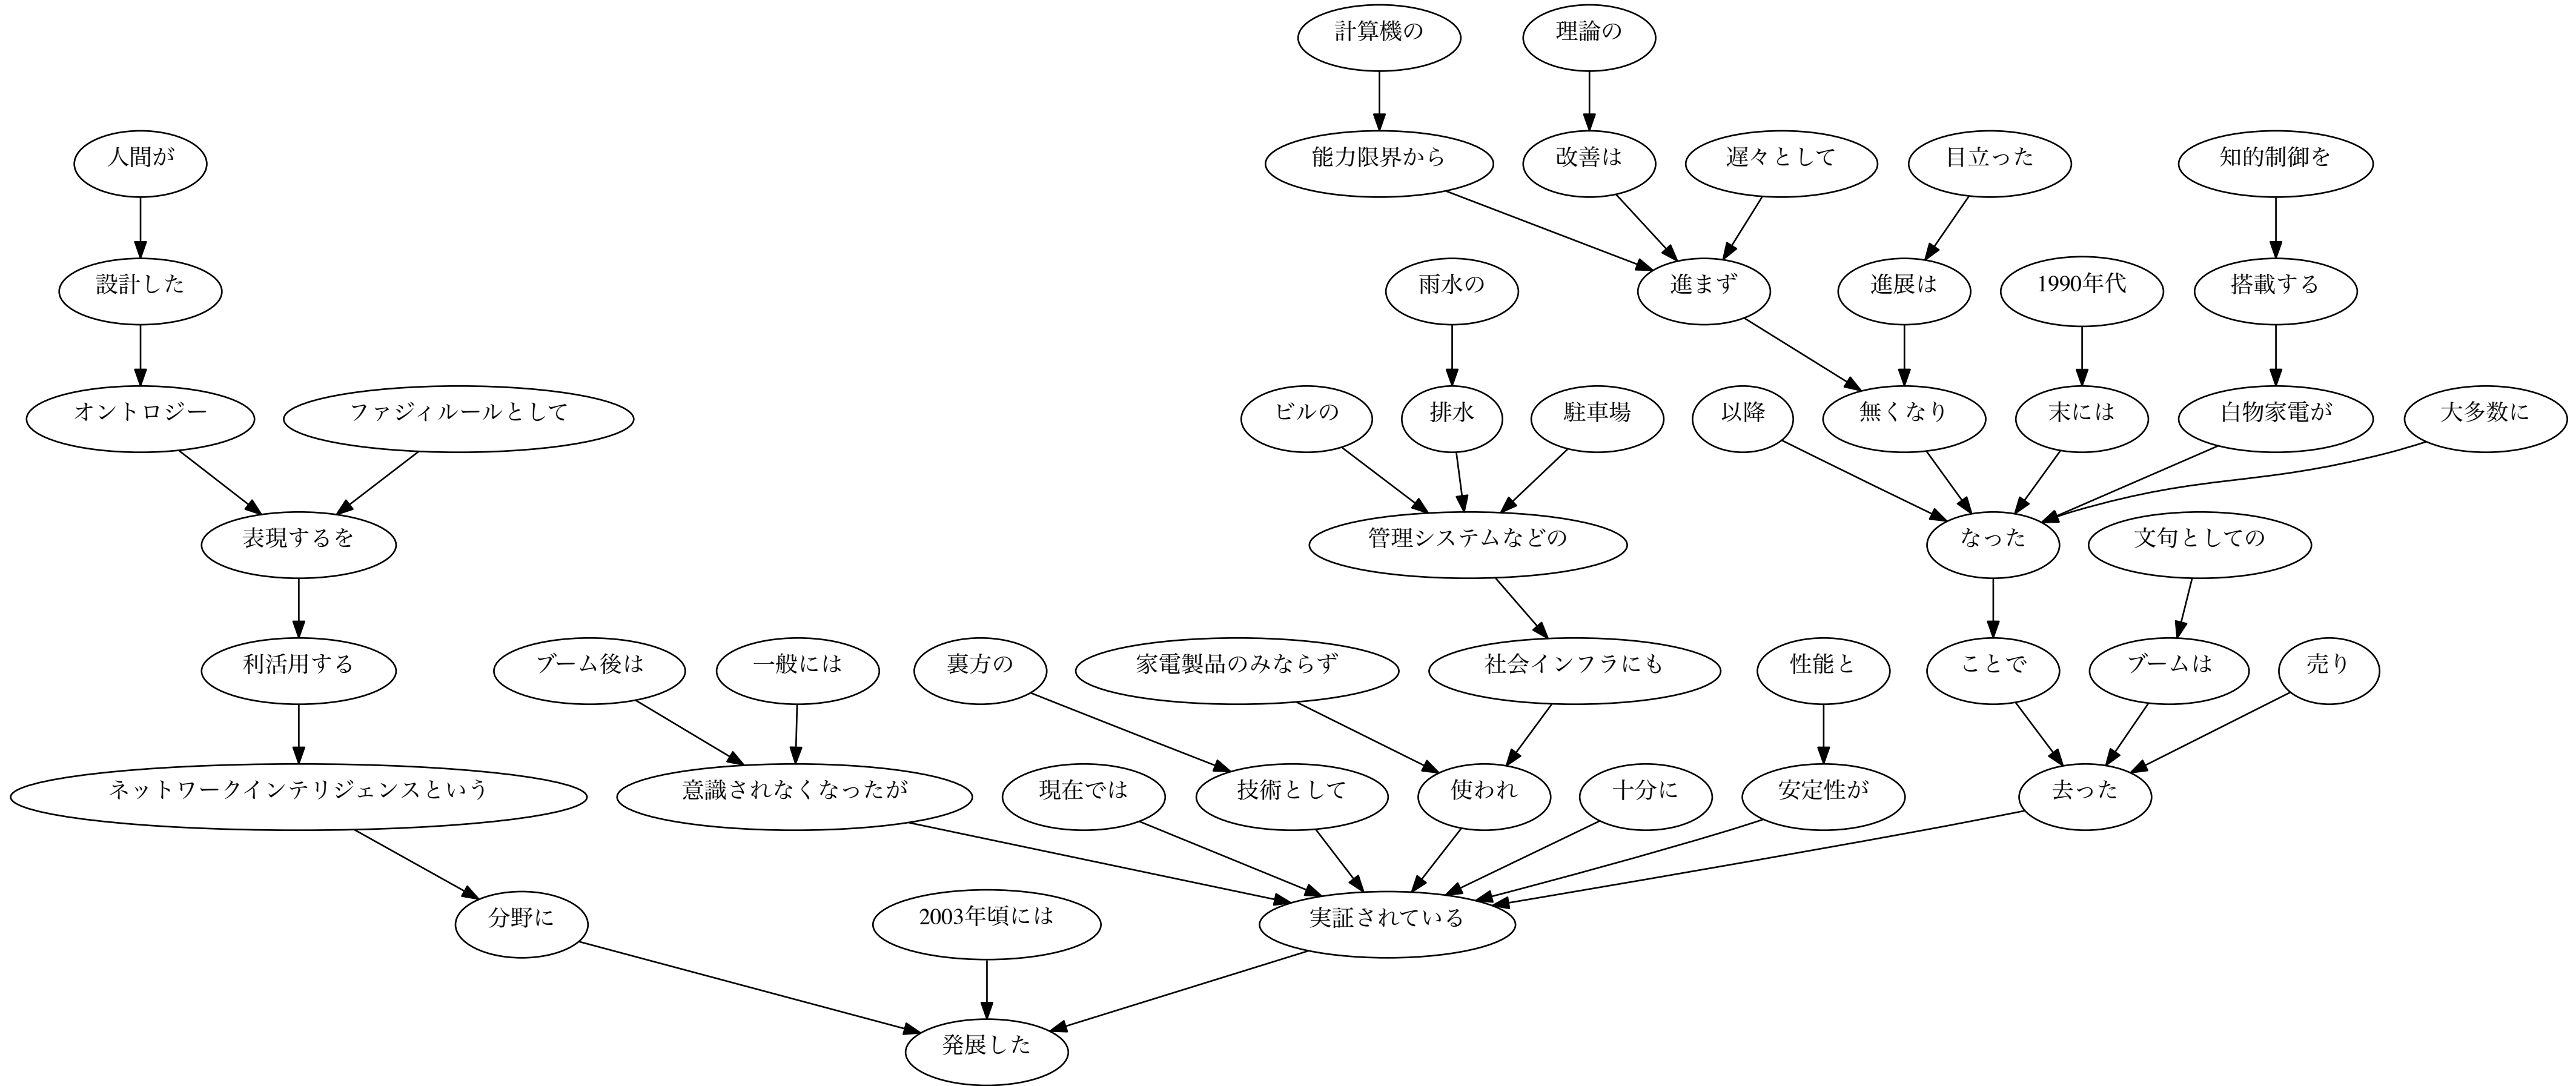 計算機の
理論の
人間が
能力限界から
改善は
遅々として
目立った
知的制御を
設計した
雨水の
進まず
進展は
1990年代
搭載する
オントロジー
ファジィルールとして
ビルの
排水
駐車場
以降
無くなり
末には
白物家電が
大多数に
表現するを
管理システムなどの
なった
文句としての
利活用する
ブーム後は
一般には
裏方の
家電製品のみならず
社会インフラにも
性能と
ことで
ブームは
売り
ネットワークインテリジェンスという
意識されなくなったが
現在では
技術として
使われ
十分に
安定性が
去った
分野に
2003年頃には
実証されている
発展した